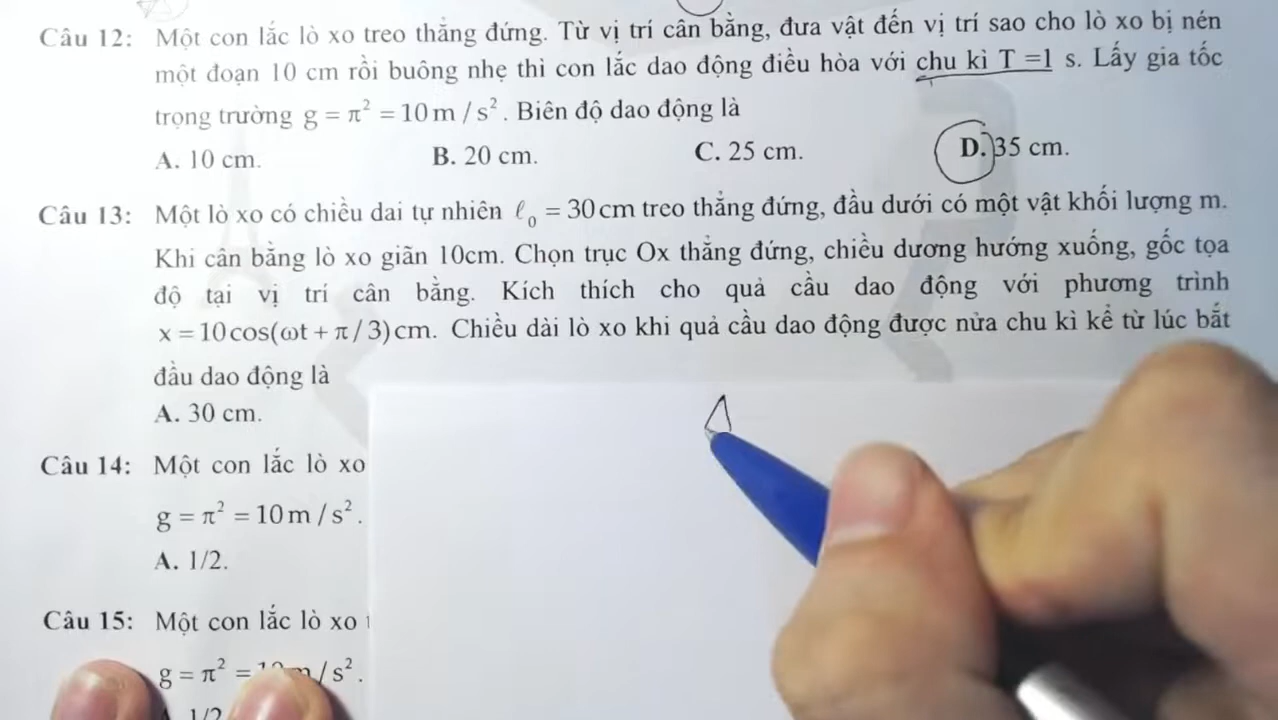 Câu 12: Một con lắc lò xo treo thẳng đứng. Từ vị trí cân bằng, đưa vật đến vị trí sao cho lò xo bị nén
một đoạn 10 cm rồi buông nhẹ thì con lắc dao động điều hòa với chu kì T =1 s. Lấy gia tốc
trọng trường g = π² = 10 m / s². Biên độ dao động là
A. 10 cm. B. 20 cm. C. 25 cm. D. 35 cm.
Câu 13: Một lò xo có chiều dai tự nhiên ℓ₀ = 30cm treo thẳng đứng, đầu dưới có một vật khối lượng m.
Khi cân bằng lò xo giãn 10cm. Chọn trục Ox thẳng đứng, chiều dương hướng xuống, gốc tọa
độ tại vị trí cân bằng. Kích thích cho quả cầu dao động với phương trình
x = 10cos(ωt + π / 3)cm. Chiều dài lò xo khi quả cầu dao động được nửa chu kì kể từ lúc bắt
đầu dao động là
A. 30 cm.
Câu 14: Một con lắc lò xo
g = π² = 10 m / s².
A. 1/2.
Câu 15: Một con lắc lò xo
g = π² = m / s².
1/2